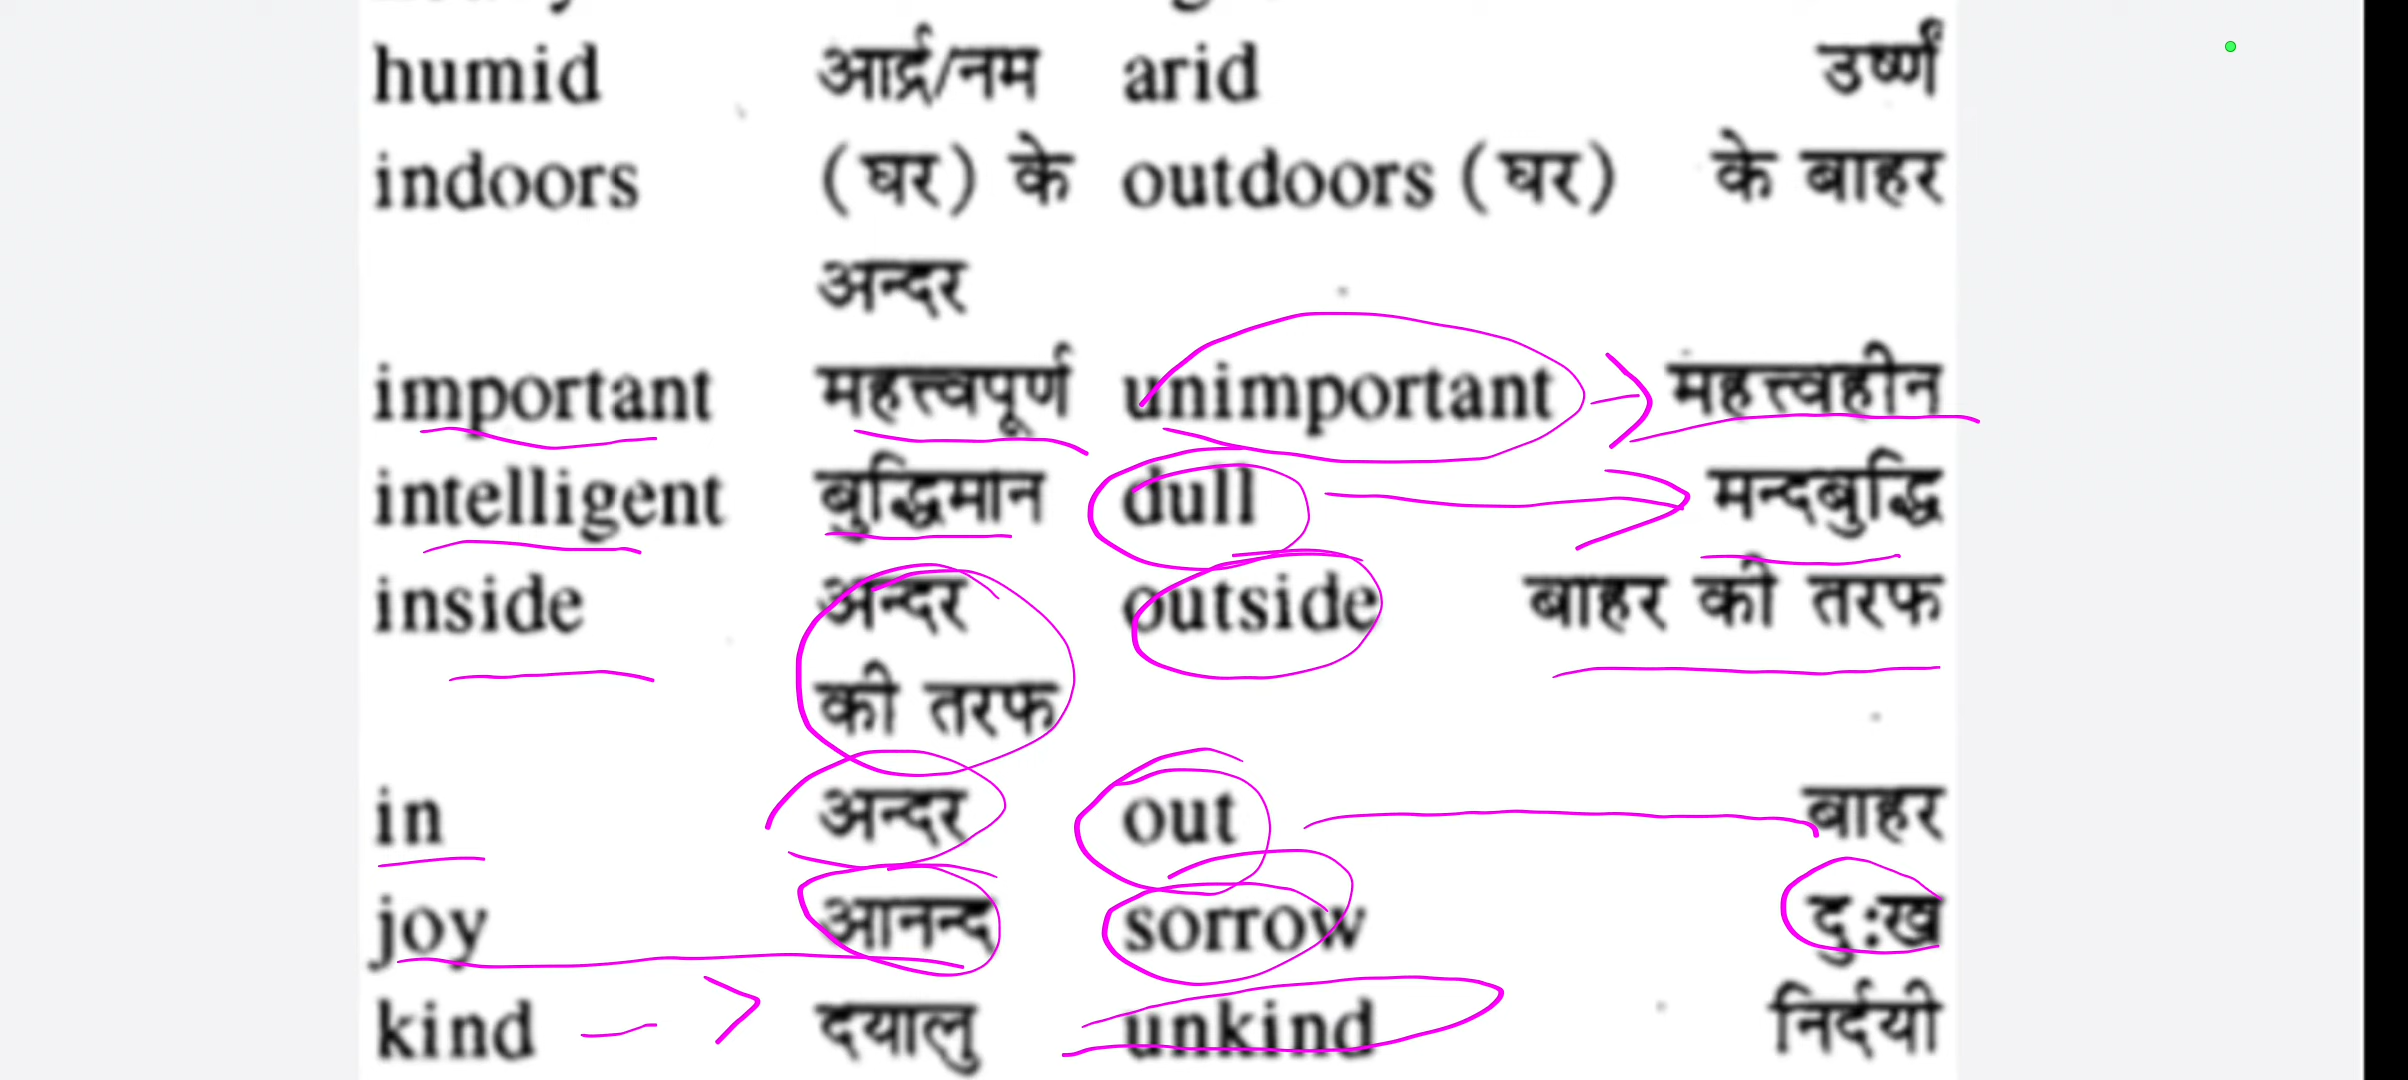 humid आर्द्र/नम arid उर्ष्ण
indoors (घर) के outdoors (घर) के बाहर
अन्दर
important महत्त्वपूर्ण unimportant महत्त्वहीन
intelligent बुद्धिमान dull मन्दबुद्धि
inside अन्दर outside बाहर की तरफ
की तरफ
in अन्दर out बाहर
joy आनन्द sorrow दुःख
kind दयालु unkind निर्दयी